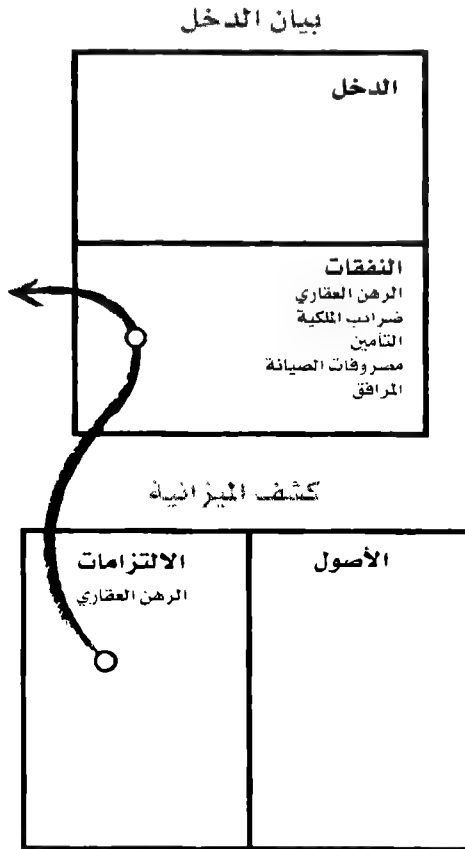 بيان الدخل
الدخل
النفقات
الرهن العقاري
ضرائب الملكية
التأمين
مصروفات الصيانة
المرافق
كشف الميزانية
الأصول
الالتزامات
الرهن العقاري